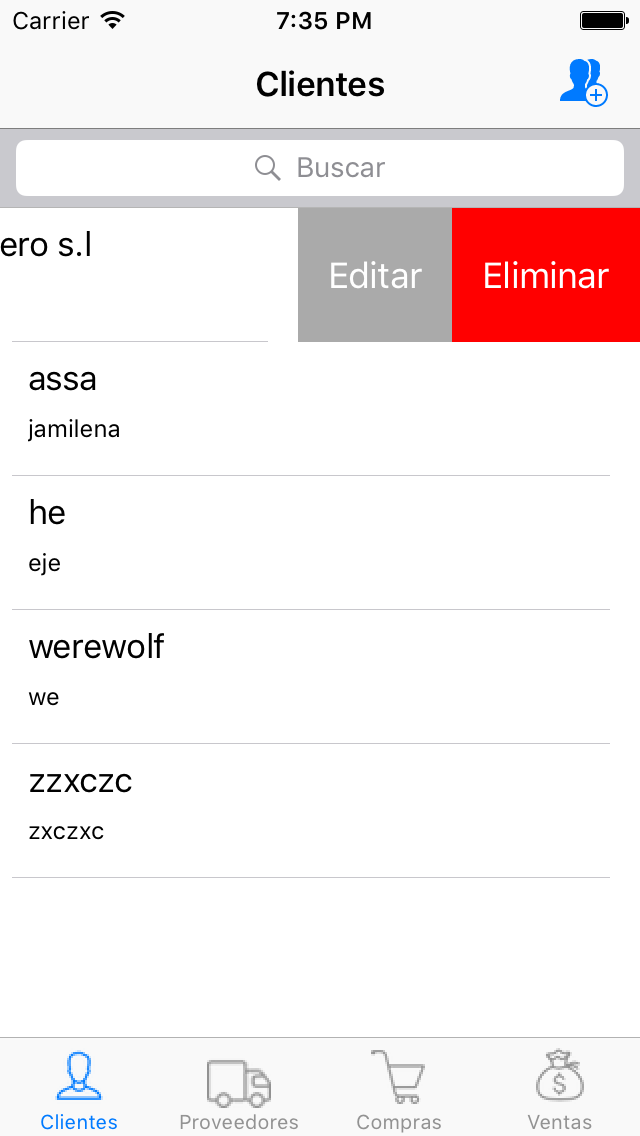 Carrier 7:35 PM
Clientes
Buscar
ero s.l Editar Eliminar
assa
jamilena
he
eje
werewolf
we
zzxczc
zxczxc
Clientes Proveedores Compras Ventas